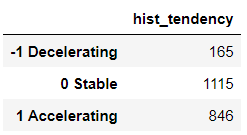 hist_tendency
-1 Decelerating 165
0 Stable 1115
1 Accelerating 846